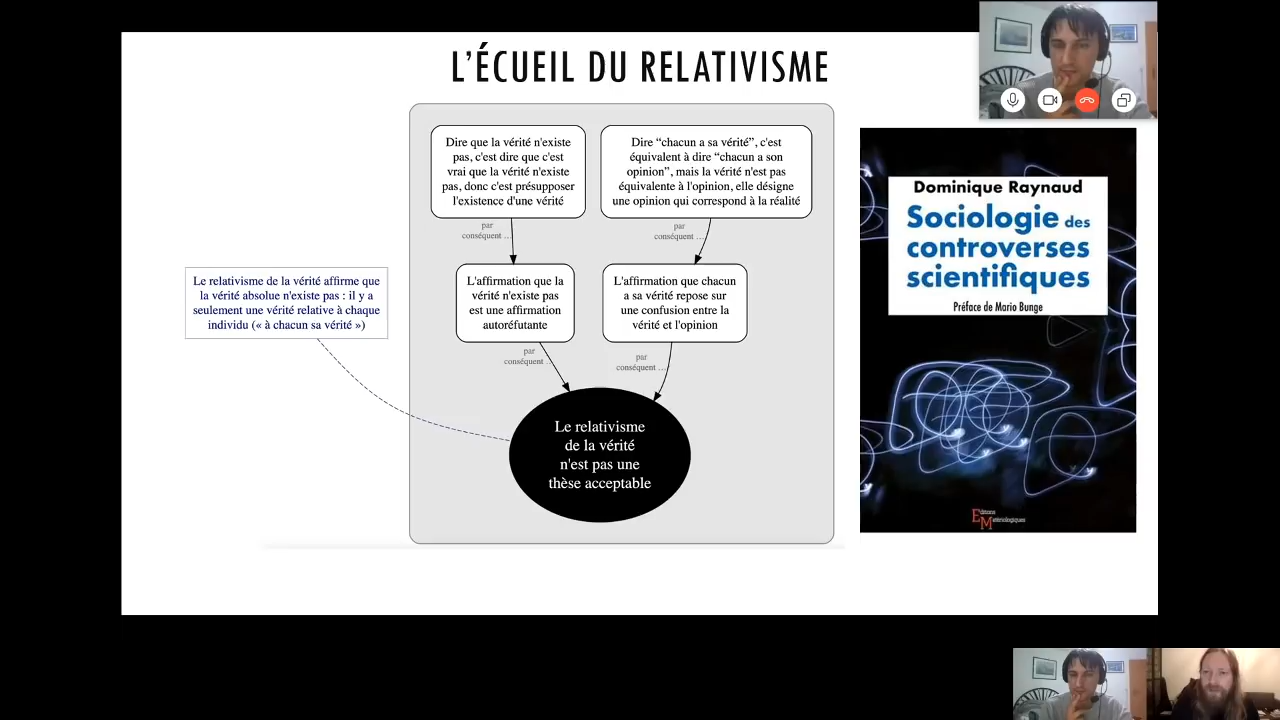 L'ÉCUEIL DU RELATIVISME
Dire que la vérité n'existe
pas, c'est dire que c'est
vrai que la vérité n'existe
pas, donc c'est présupposer
l'existence d'une vérité
Dire “chacun a sa vérité”, c'est
équivalent à dire “chacun a son
opinion”, mais la vérité n'est pas
équivalente à l'opinion, elle désigne
une opinion qui correspond à la réalité
par
conséquent ...
par
conséquent ...
Le relativisme de la vérité affirme que
la vérité absolue n'existe pas : il y a
seulement une vérité relative à chaque
individu (« à chacun sa vérité »)
L'affirmation que la
vérité n'existe pas
est une affirmation
autoréfutante
L'affirmation que chacun
a sa vérité repose sur
une confusion entre la
vérité et l'opinion
par
conséquent ...
par
conséquent ...
Le relativisme
de la vérité
n'est pas une
thèse acceptable
Dominique Raynaud
Sociologie des
controverses
scientifiques
Préface de Mario Bunge
Editions
Matériologiques